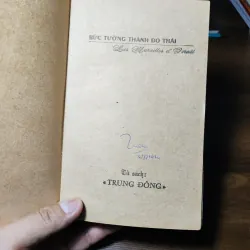 BỨC TƯỜNG THÀNH DO THÁI
Les Murailles d'Israël
Tủ sách:
★ TRUNG ĐÔNG ★